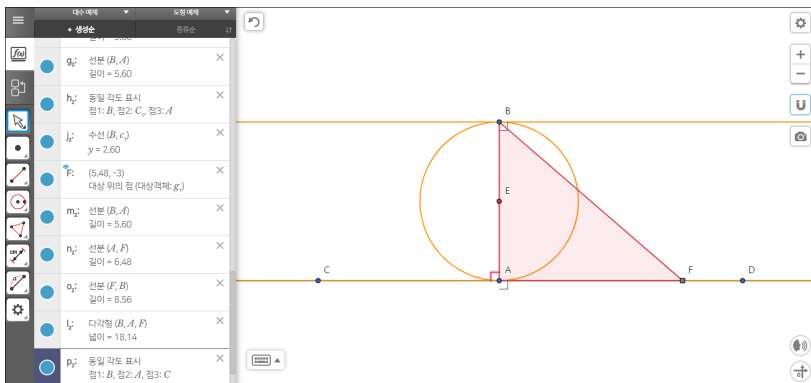 대수 예제 ▼ 도형 예제 ▼
• 생성순 종류순 ↓↑
f(x)
g₂: 선분 (B, A)
길이 = 5.60
h₂: 동일 각도 표시
점1: B, 점2: C₁, 점3: A
j₂: 수선 (B, c₁)
y = 2.60
F: (5.48, -3)
대상 위의 점 (대상객체: g₁)
m₂: 선분 (B, A)
길이 = 5.60
n₂: 선분 (A, F)
길이 = 6.48
o₂: 선분 (F, B)
길이 = 8.56
l₂: 다각형 (B, A, F)
넓이 = 18.14
p₂: 동일 각도 표시
점1: B, 점2: A, 점3: C
B
E
C
A
F
D